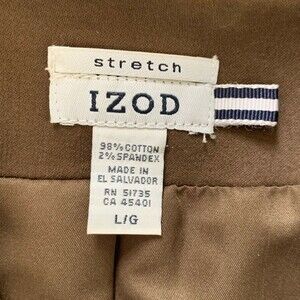 stretch
IZOD
98% COTTON
2% SPANDEX
MADE IN
EL SALVADOR
RN 51735
CA 45401
L/G